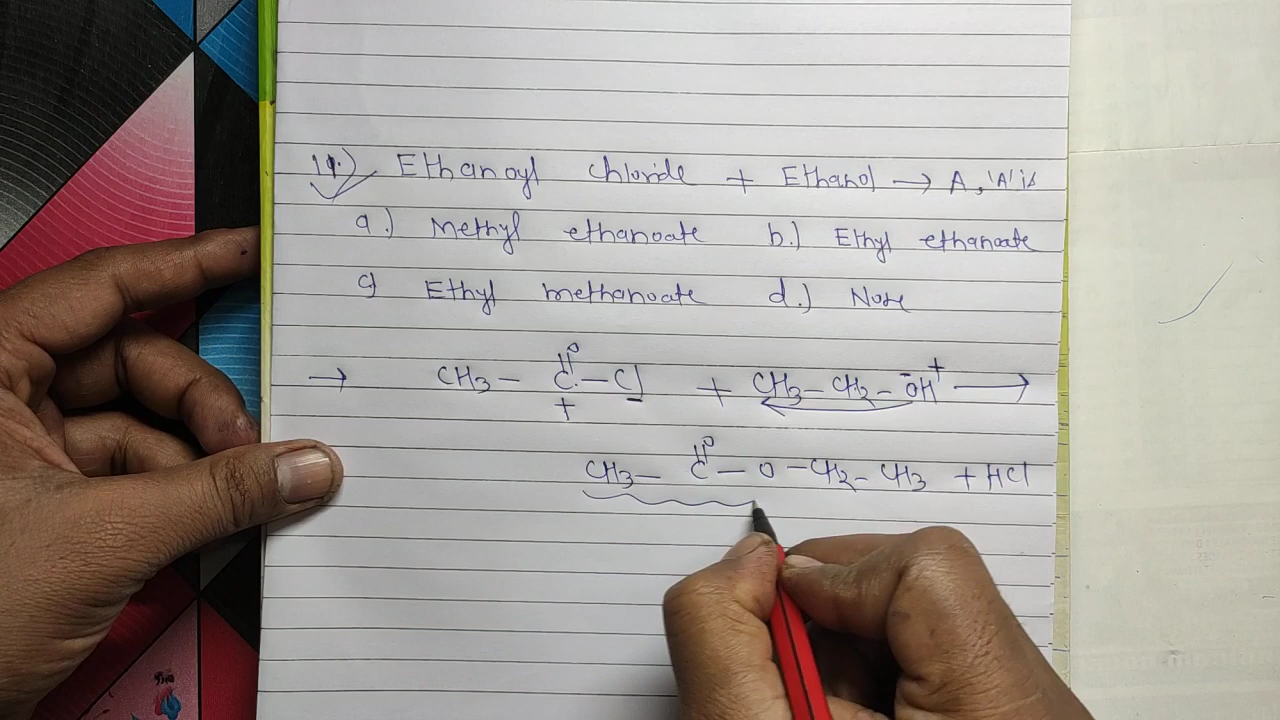 11.) Ethanoyl chloride + Ethanol → A, 'A' is
a.) Methyl ethanoate b.) Ethyl ethanoate
c) Ethyl methanoate d.) None
→ CH3 – C – Cl + CH3 – CH2 – OH →
CH3 – C – O – CH2 – CH3 + HCl